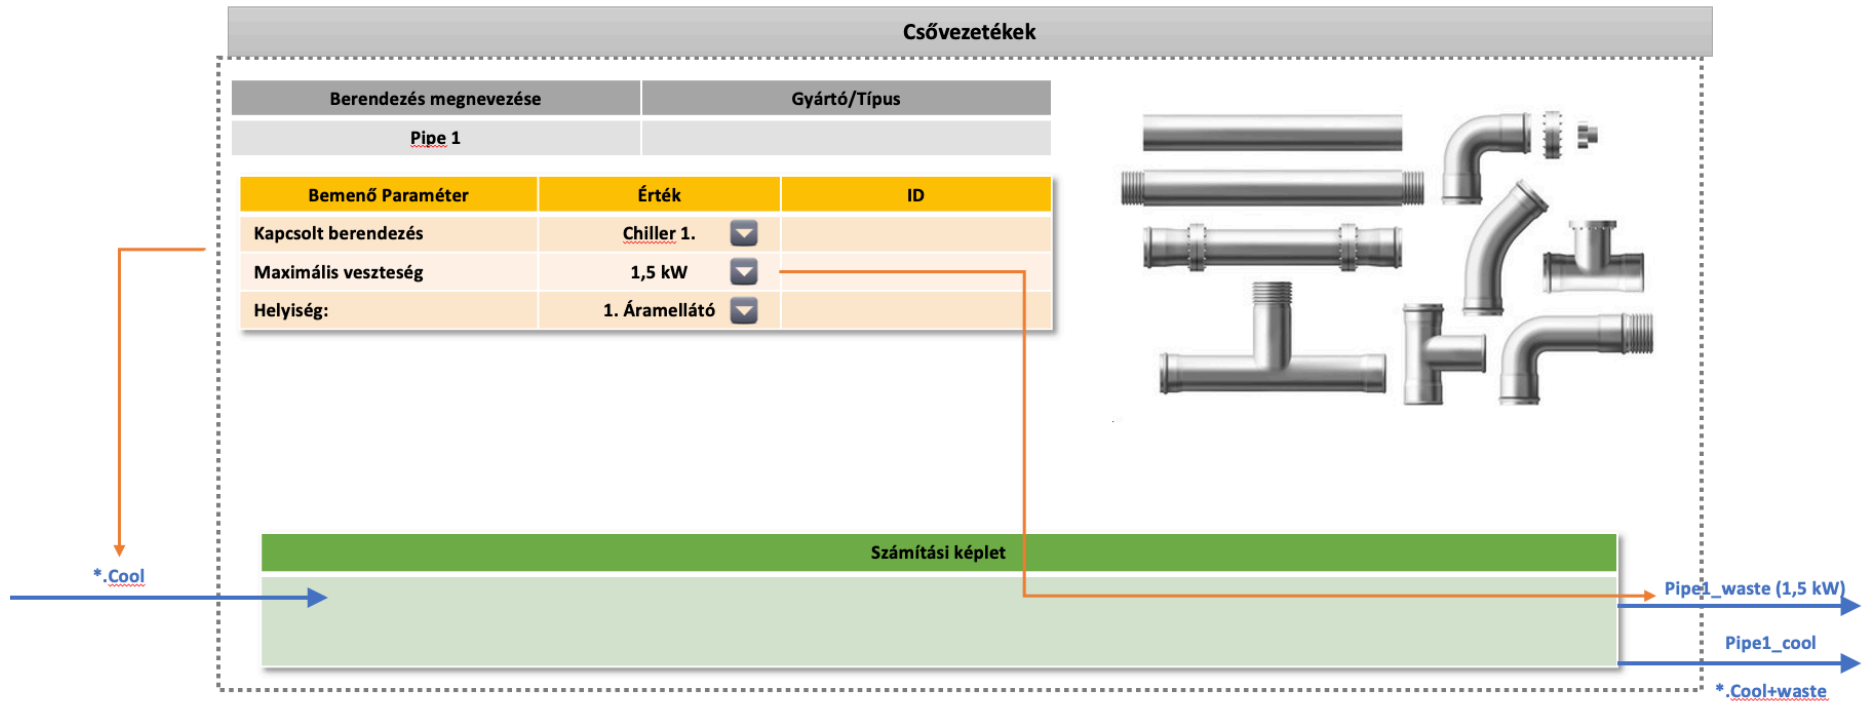 Csővezetékek
Berendezés megnevezése Gyártó/Típus
Pipe 1
Bemenő Paraméter Érték ID
Kapcsolt berendezés Chiller 1.
Maximális veszteség 1,5 kW
Helyiség: 1. Áramellátó
Számítási képlet
*.Cool
Pipe1_waste (1,5 kW)
Pipe1_cool
*.Cool+waste